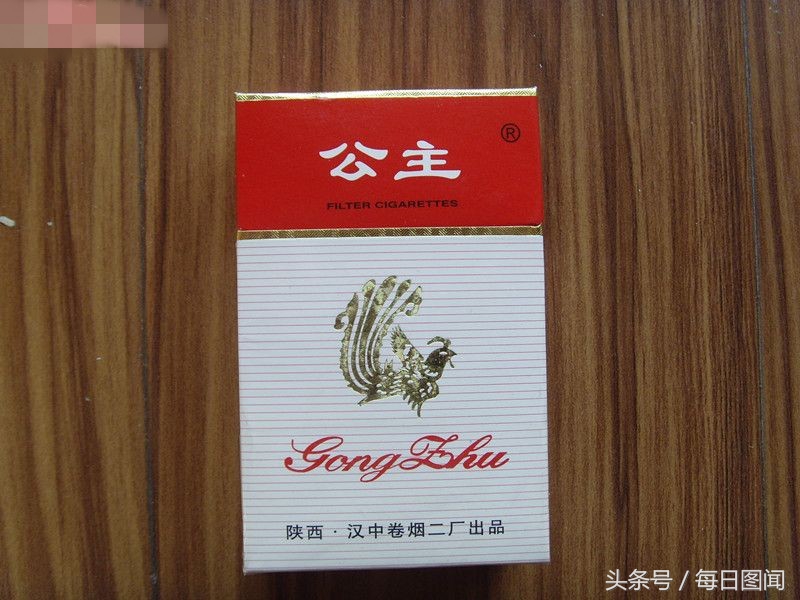 公主
®
FILTER CIGARETTES
Gong Zhu
陕西·汉中卷烟二厂出品
头条号 / 每日图闻